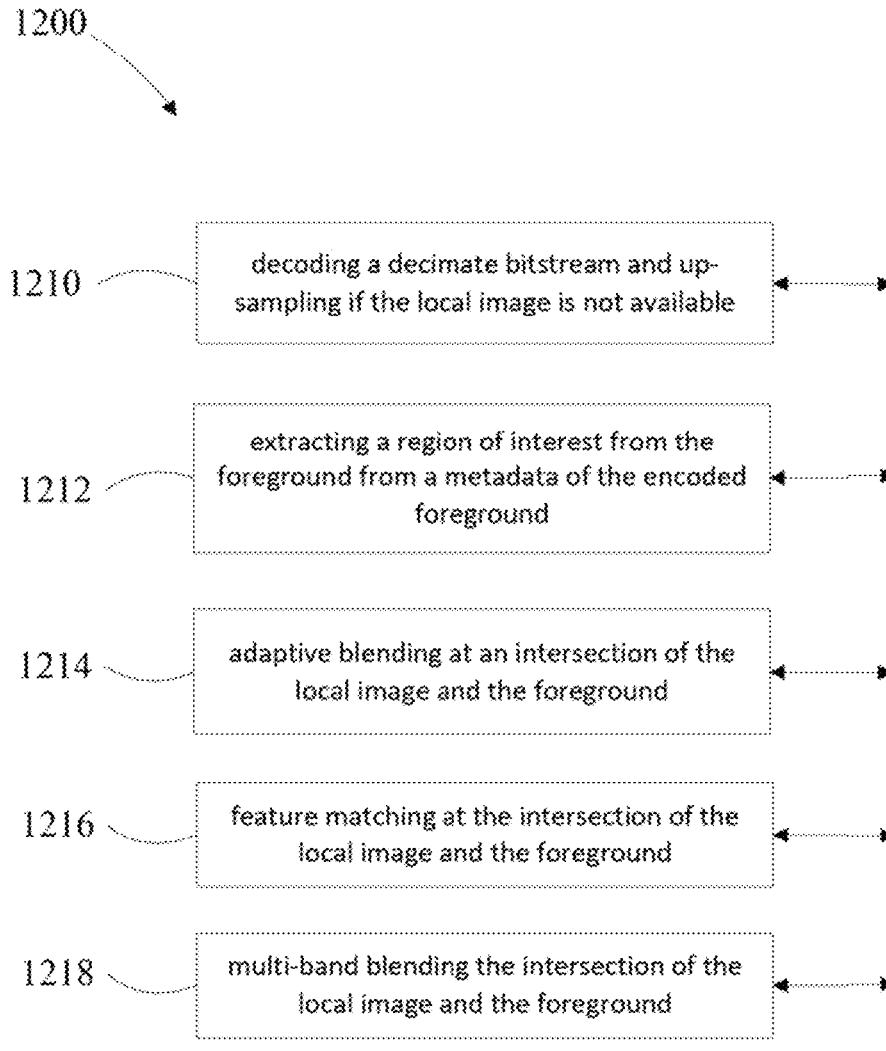 1200
1210
decoding a decimate bitstream and up-
sampling if the local image is not available
1212
extracting a region of interest from the
foreground from a metadata of the encoded
foreground
1214
adaptive blending at an intersection of the
local image and the foreground
1216
feature matching at the intersection of the
local image and the foreground
1218
multi-band blending the intersection of the
local image and the foreground